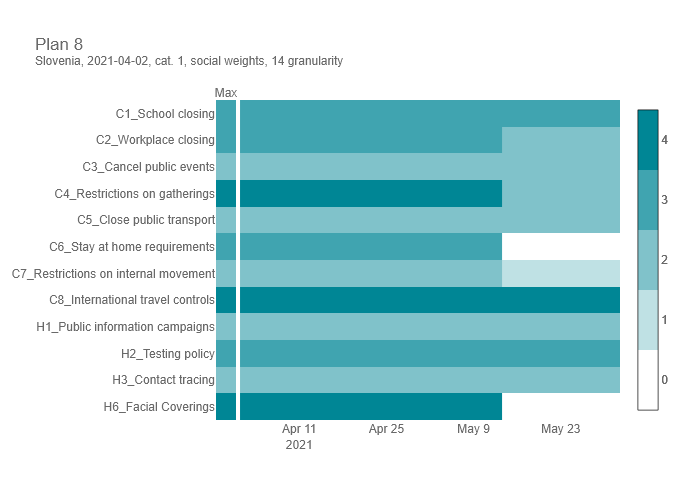 Plan 8
Slovenia, 2021-04-02, cat. 1, social weights, 14 granularity
Max
C1_School closing
C2_Workplace closing
C3_Cancel public events
C4_Restrictions on gatherings
C5_Close public transport
C6_Stay at home requirements
C7_Restrictions on internal movement
C8_International travel controls
H1_Public information campaigns
H2_Testing policy
H3_Contact tracing
H6_Facial Coverings
Apr 11 Apr 25 May 9 May 23
2021
4
3
2
1
0